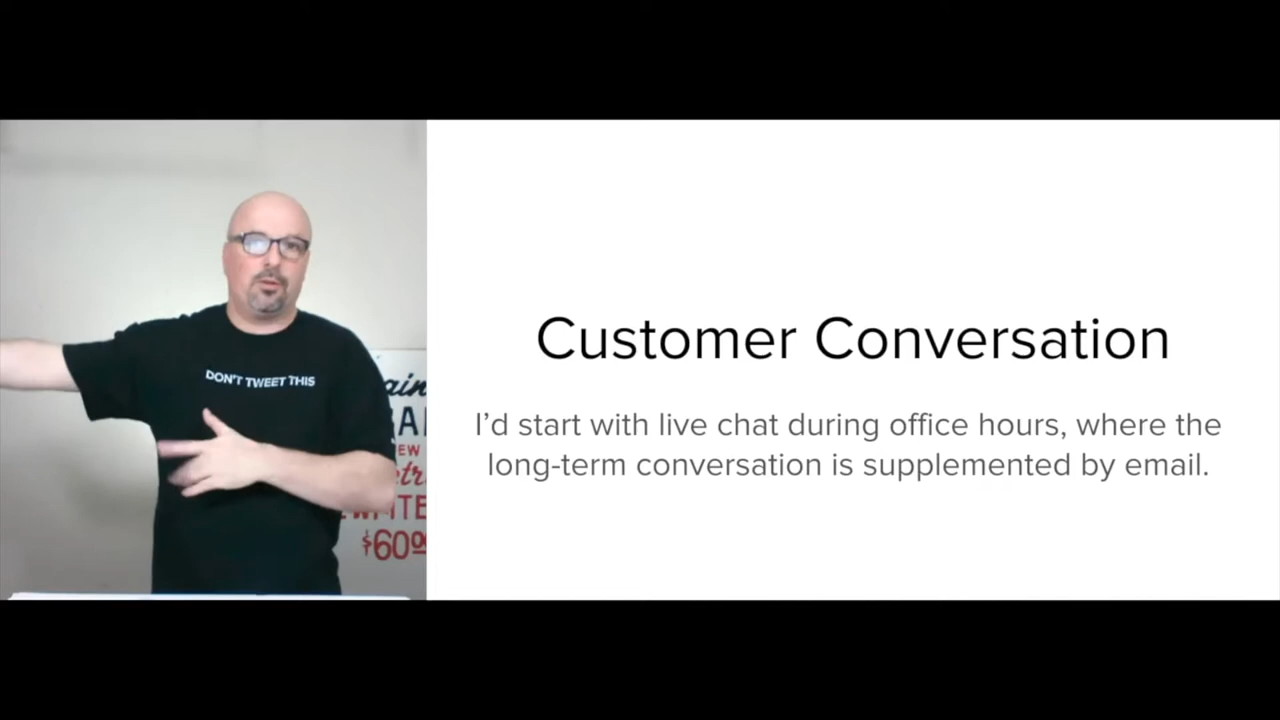 DON'T TWEET THIS
$60
Customer Conversation
I'd start with live chat during office hours, where the
long-term conversation is supplemented by email.